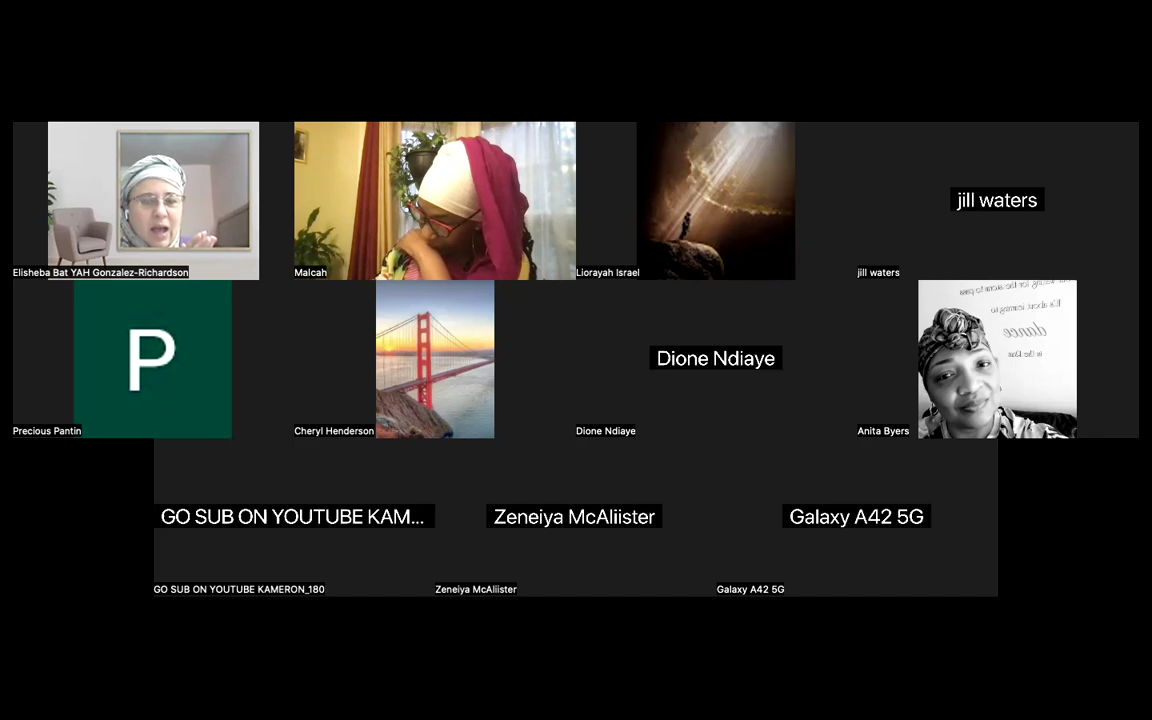 jill waters
Elisheba Bat YAH Gonzalez-Richardson
Malcah
Liorayah Israel
jill waters
P
Dione Ndiaye
dance
Precious Pantin
Cheryl Henderson
Dione Ndiaye
Anita Byers
GO SUB ON YOUTUBE KAM...
Zeneiya McAliister
Galaxy A42 5G
GO SUB ON YOUTUBE KAMERON_180
Zeneiya McAliister
Galaxy A42 5G